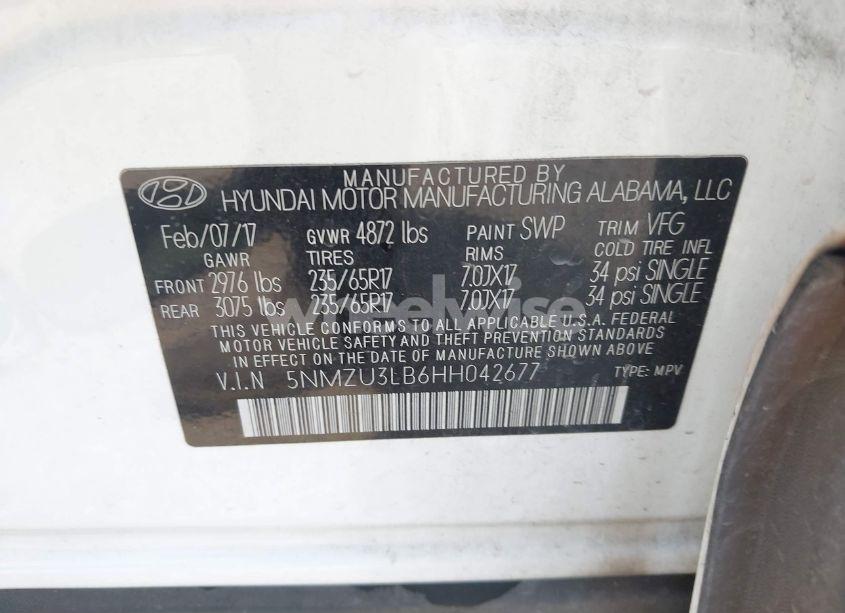 MANUFACTURED BY
HYUNDAI MOTOR MANUFACTURING ALABAMA, LLC
Feb/07/17 GVWR 4872 lbs PAINT SWP TRIM VFG
GAWR TIRES RIMS COLD TIRE INFL
FRONT 2976 lbs 235/65R17 7.0JX17 34 psi SINGLE
REAR 3075 lbs 235/65R17 7.0JX17 34 psi SINGLE
THIS VEHICLE CONFORMS TO ALL APPLICABLE U.S.A. FEDERAL
MOTOR VEHICLE SAFETY AND THEFT PREVENTION STANDARDS
IN EFFECT ON THE DATE OF MANUFACTURE SHOWN ABOVE.
V.I.N 5NMZU3LB6HH042677 TYPE: MPV
wheelwise